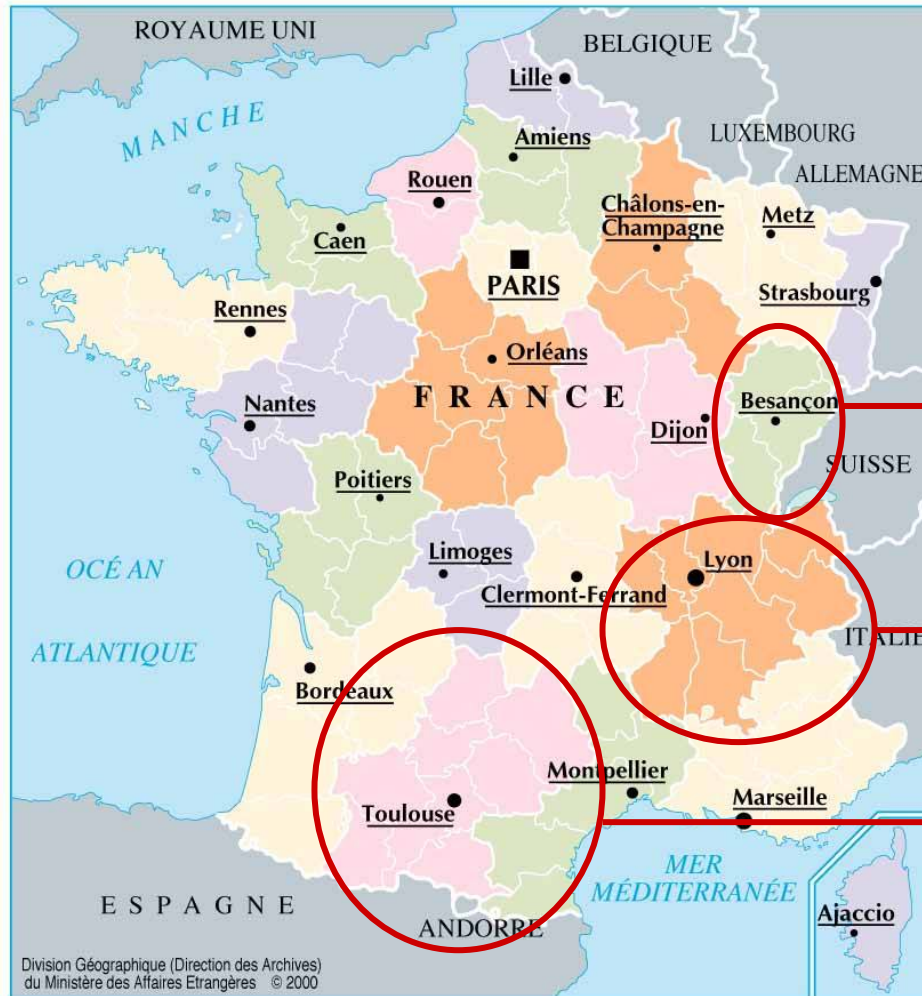 ROYAUME UNI
BELGIQUE
Lille
LUXEMBOURG
MANCHE
Amiens
ALLEMAGNE
Rouen
Châlons-en-
Champagne
Metz
Caen
PARIS
Strasbourg
Rennes
Orléans
FRANCE
Nantes
Besançon
Dijon
SUISSE
Poitiers
Limoges
Lyon
OCÉAN
Clermont-Ferrand
ITALIE
ATLANTIQUE
Bordeaux
Montpellier
Toulouse
Marseille
MER
MÉDITERRANÉE
ESPAGNE
ANDORRE
Ajaccio
Division Géographique (Direction des Archives)
du Ministère des Affaires Etrangères © 2000